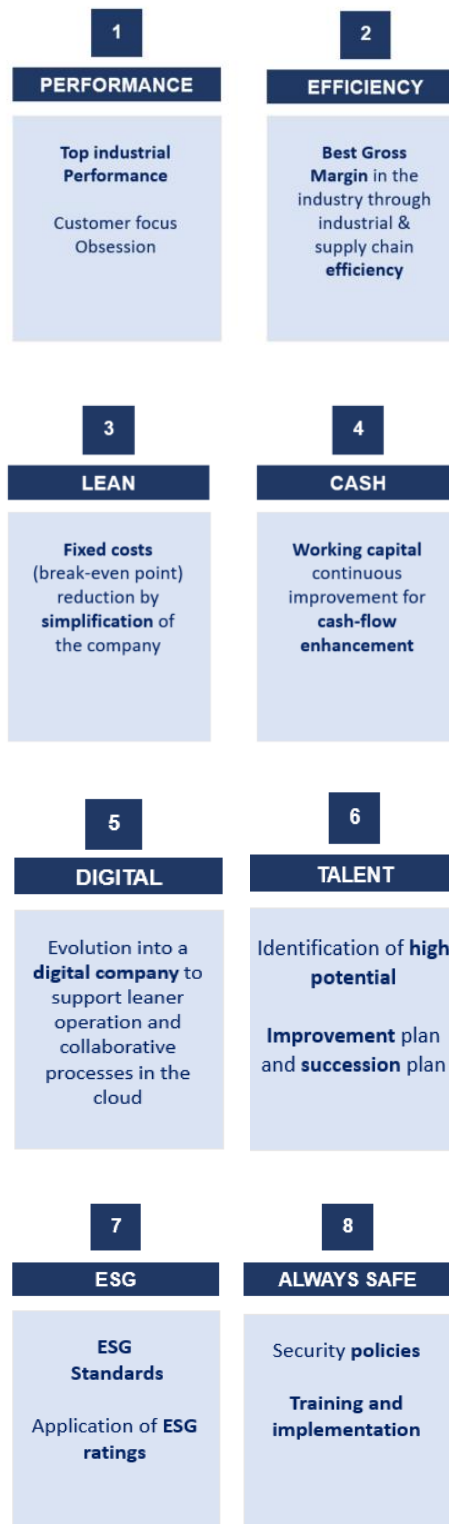 1
PERFORMANCE
Top industrial
Performance
Customer focus
Obsession
2
EFFICIENCY
Best Gross
Margin in the
industry through
industrial &
supply chain
efficiency
3
LEAN
Fixed costs
(break-even point)
reduction by
simplification of
the company
4
CASH
Working capital
continuous
improvement for
cash-flow
enhancement
5
DIGITAL
Evolution into a
digital company to
support leaner
operation and
collaborative
processes in the
cloud
6
TALENT
Identification of high
potential
Improvement plan
and succession plan
7
ESG
ESG
Standards
Application of ESG
ratings
8
ALWAYS SAFE
Security policies
Training and
implementation